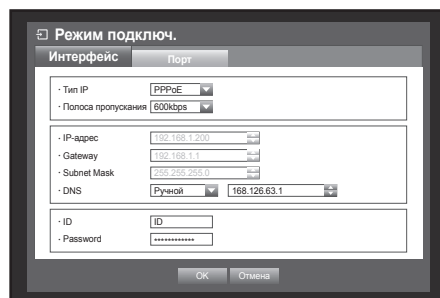 Режим подключ.
Интерфейс Порт
· Тип IP PPPoE
· Полоса пропускания 600kbps
· IP-адрес 192.168.1.200
· Gateway 192.168.1.1
· Subnet Mask 255.255.255.0
· DNS Ручной 168.126.63.1
· ID ID
· Password ************
OK Отмена